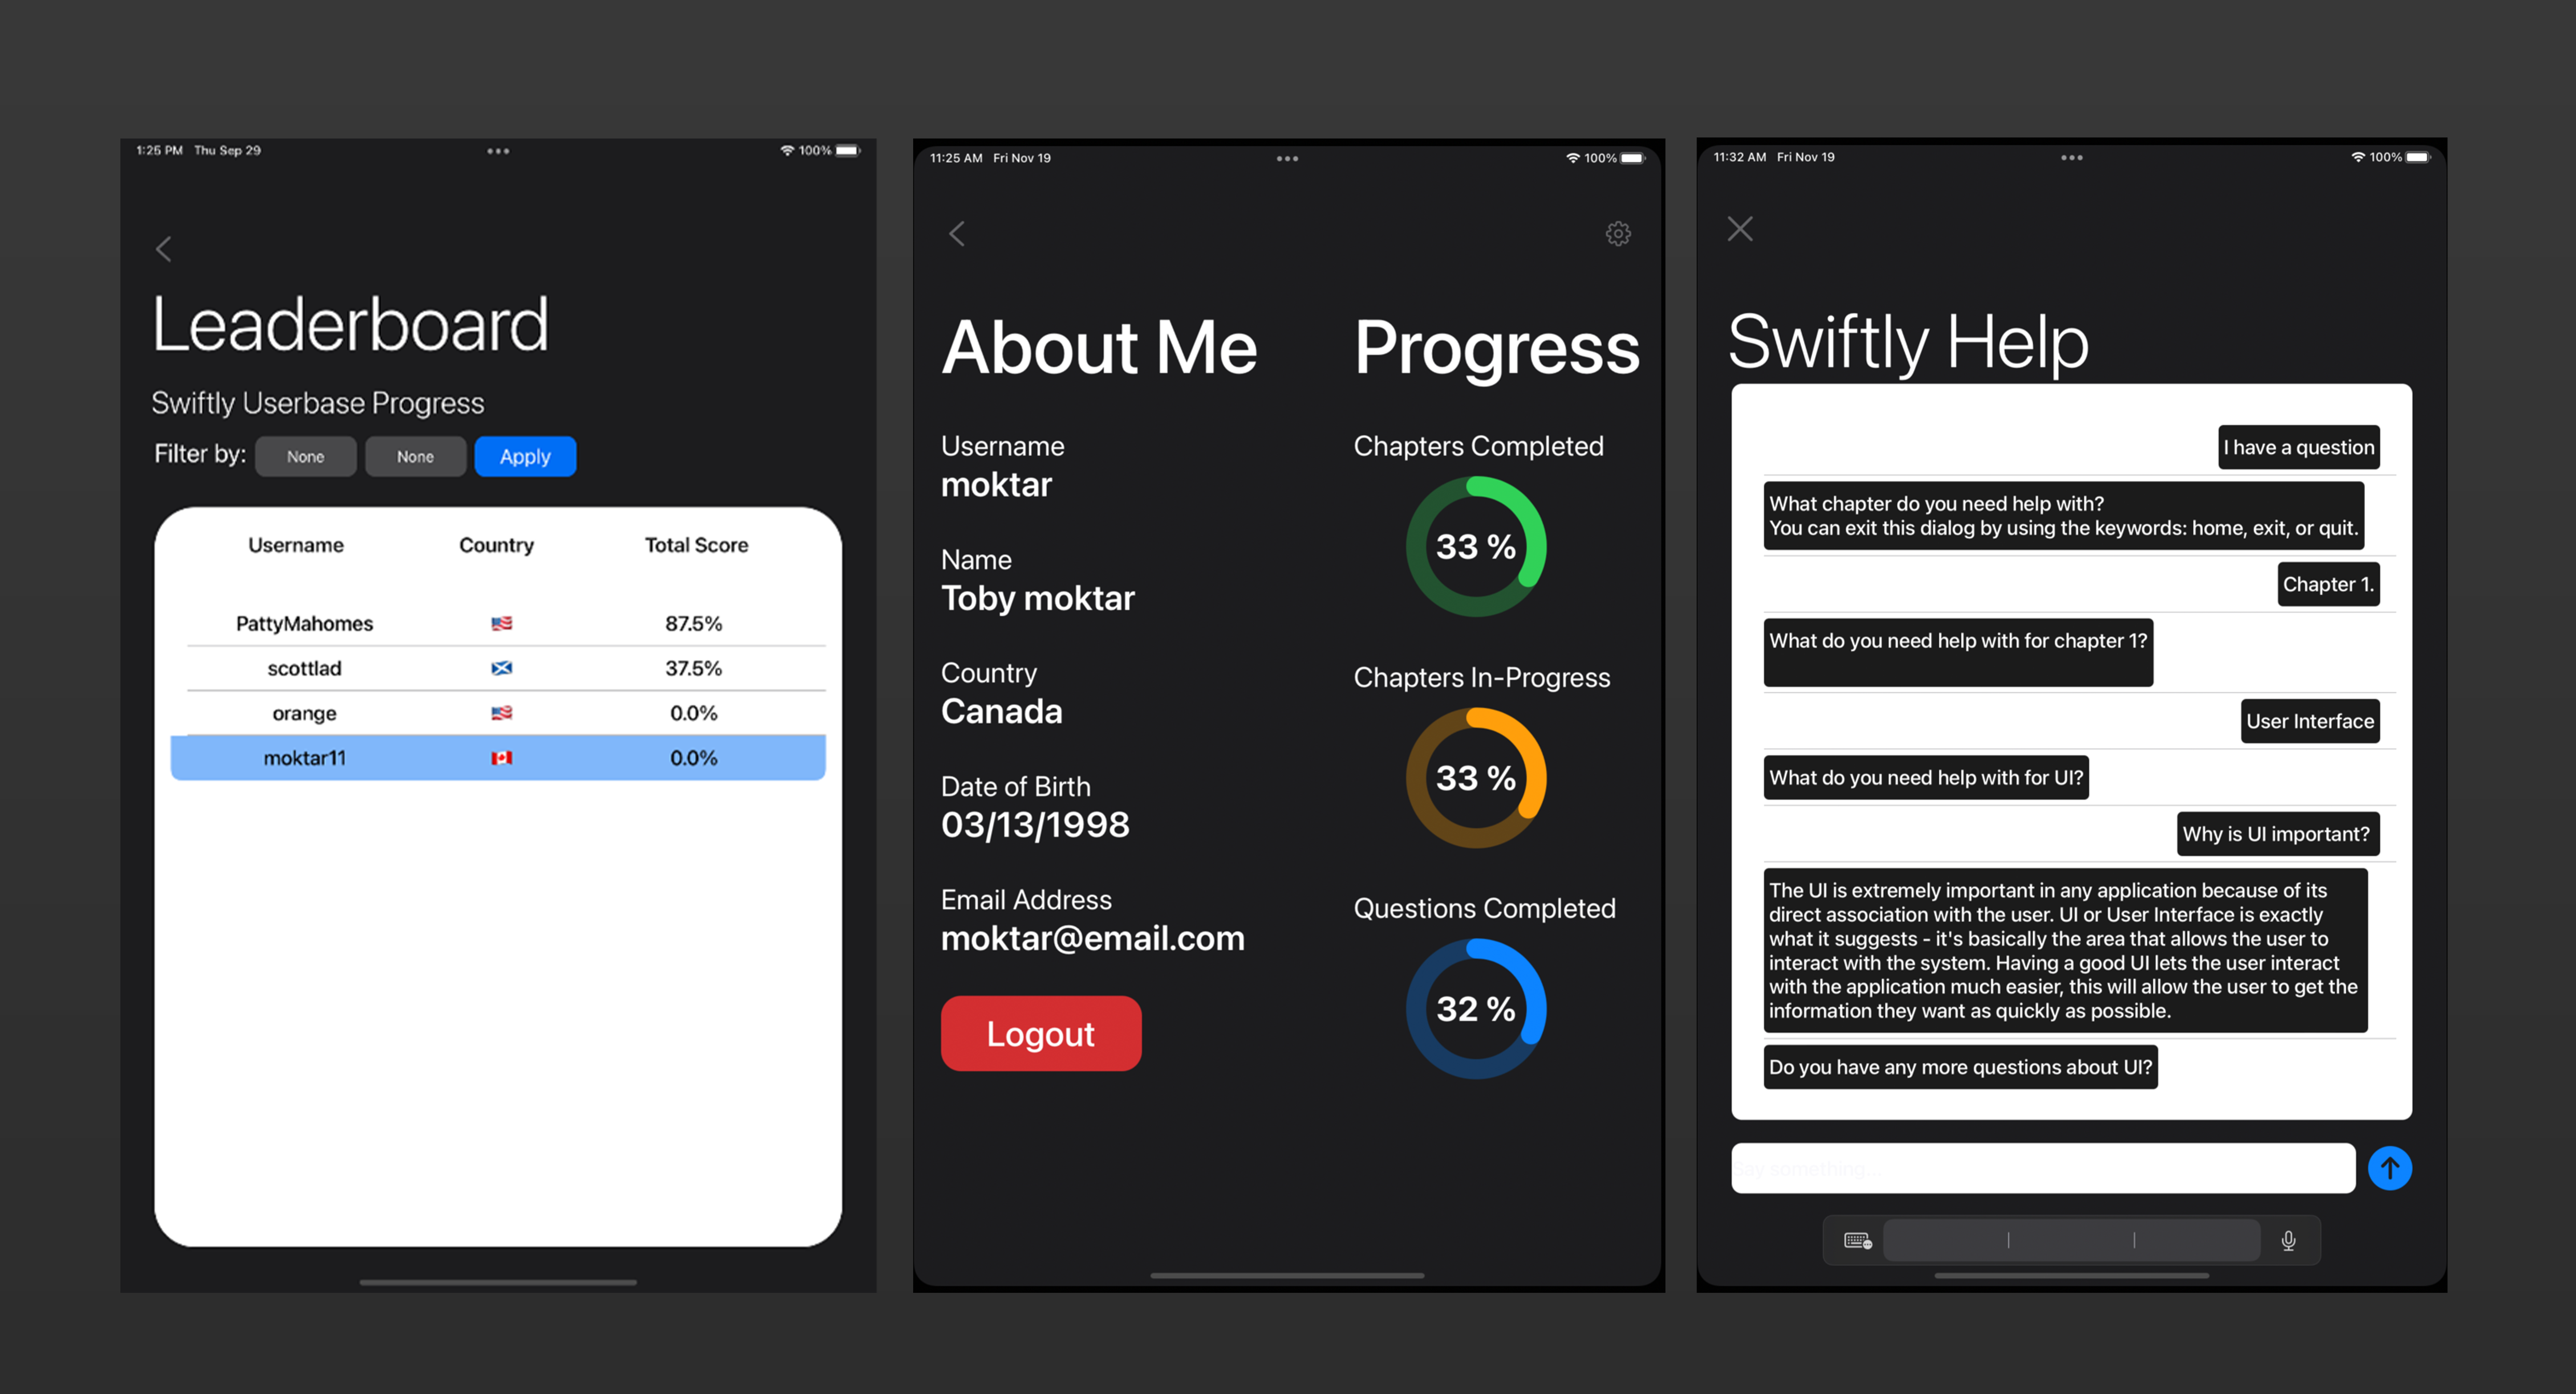 1:25 PM Thu Sep 29
100%
Leaderboard
Swiftly Userbase Progress
Filter by: None None Apply
Username Country Total Score
PattyMahomes 87.5%
scottlad 37.5%
orange 0.0%
moktar11 0.0%
11:25 AM Fri Nov 19
100%
About Me
Username
moktar
Name
Toby moktar
Country
Canada
Date of Birth
03/13/1998
Email Address
moktar@email.com
Logout
Progress
Chapters Completed
33 %
Chapters In-Progress
33 %
Questions Completed
32 %
11:32 AM Fri Nov 19
100%
Swiftly Help
I have a question
What chapter do you need help with?
You can exit this dialog by using the keywords: home, exit, or quit.
Chapter 1.
What do you need help with for chapter 1?
User Interface
What do you need help with for UI?
Why is UI important?
The UI is extremely important in any application because of its
direct association with the user. UI or User Interface is exactly
what it suggests - it's basically the area that allows the user to
interact with the system. Having a good UI lets the user interact
with the application much easier, this will allow the user to get the
information they want as quickly as possible.
Do you have any more questions about UI?
Say something...